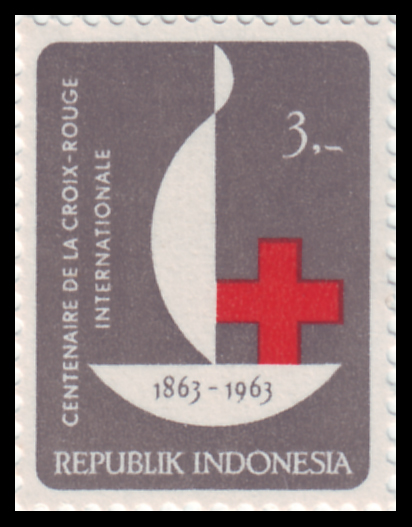 3,-
CENTENAIRE DE LA CROIX-ROUGE
INTERNATIONALE
1863-1963
REPUBLIK INDONESIA